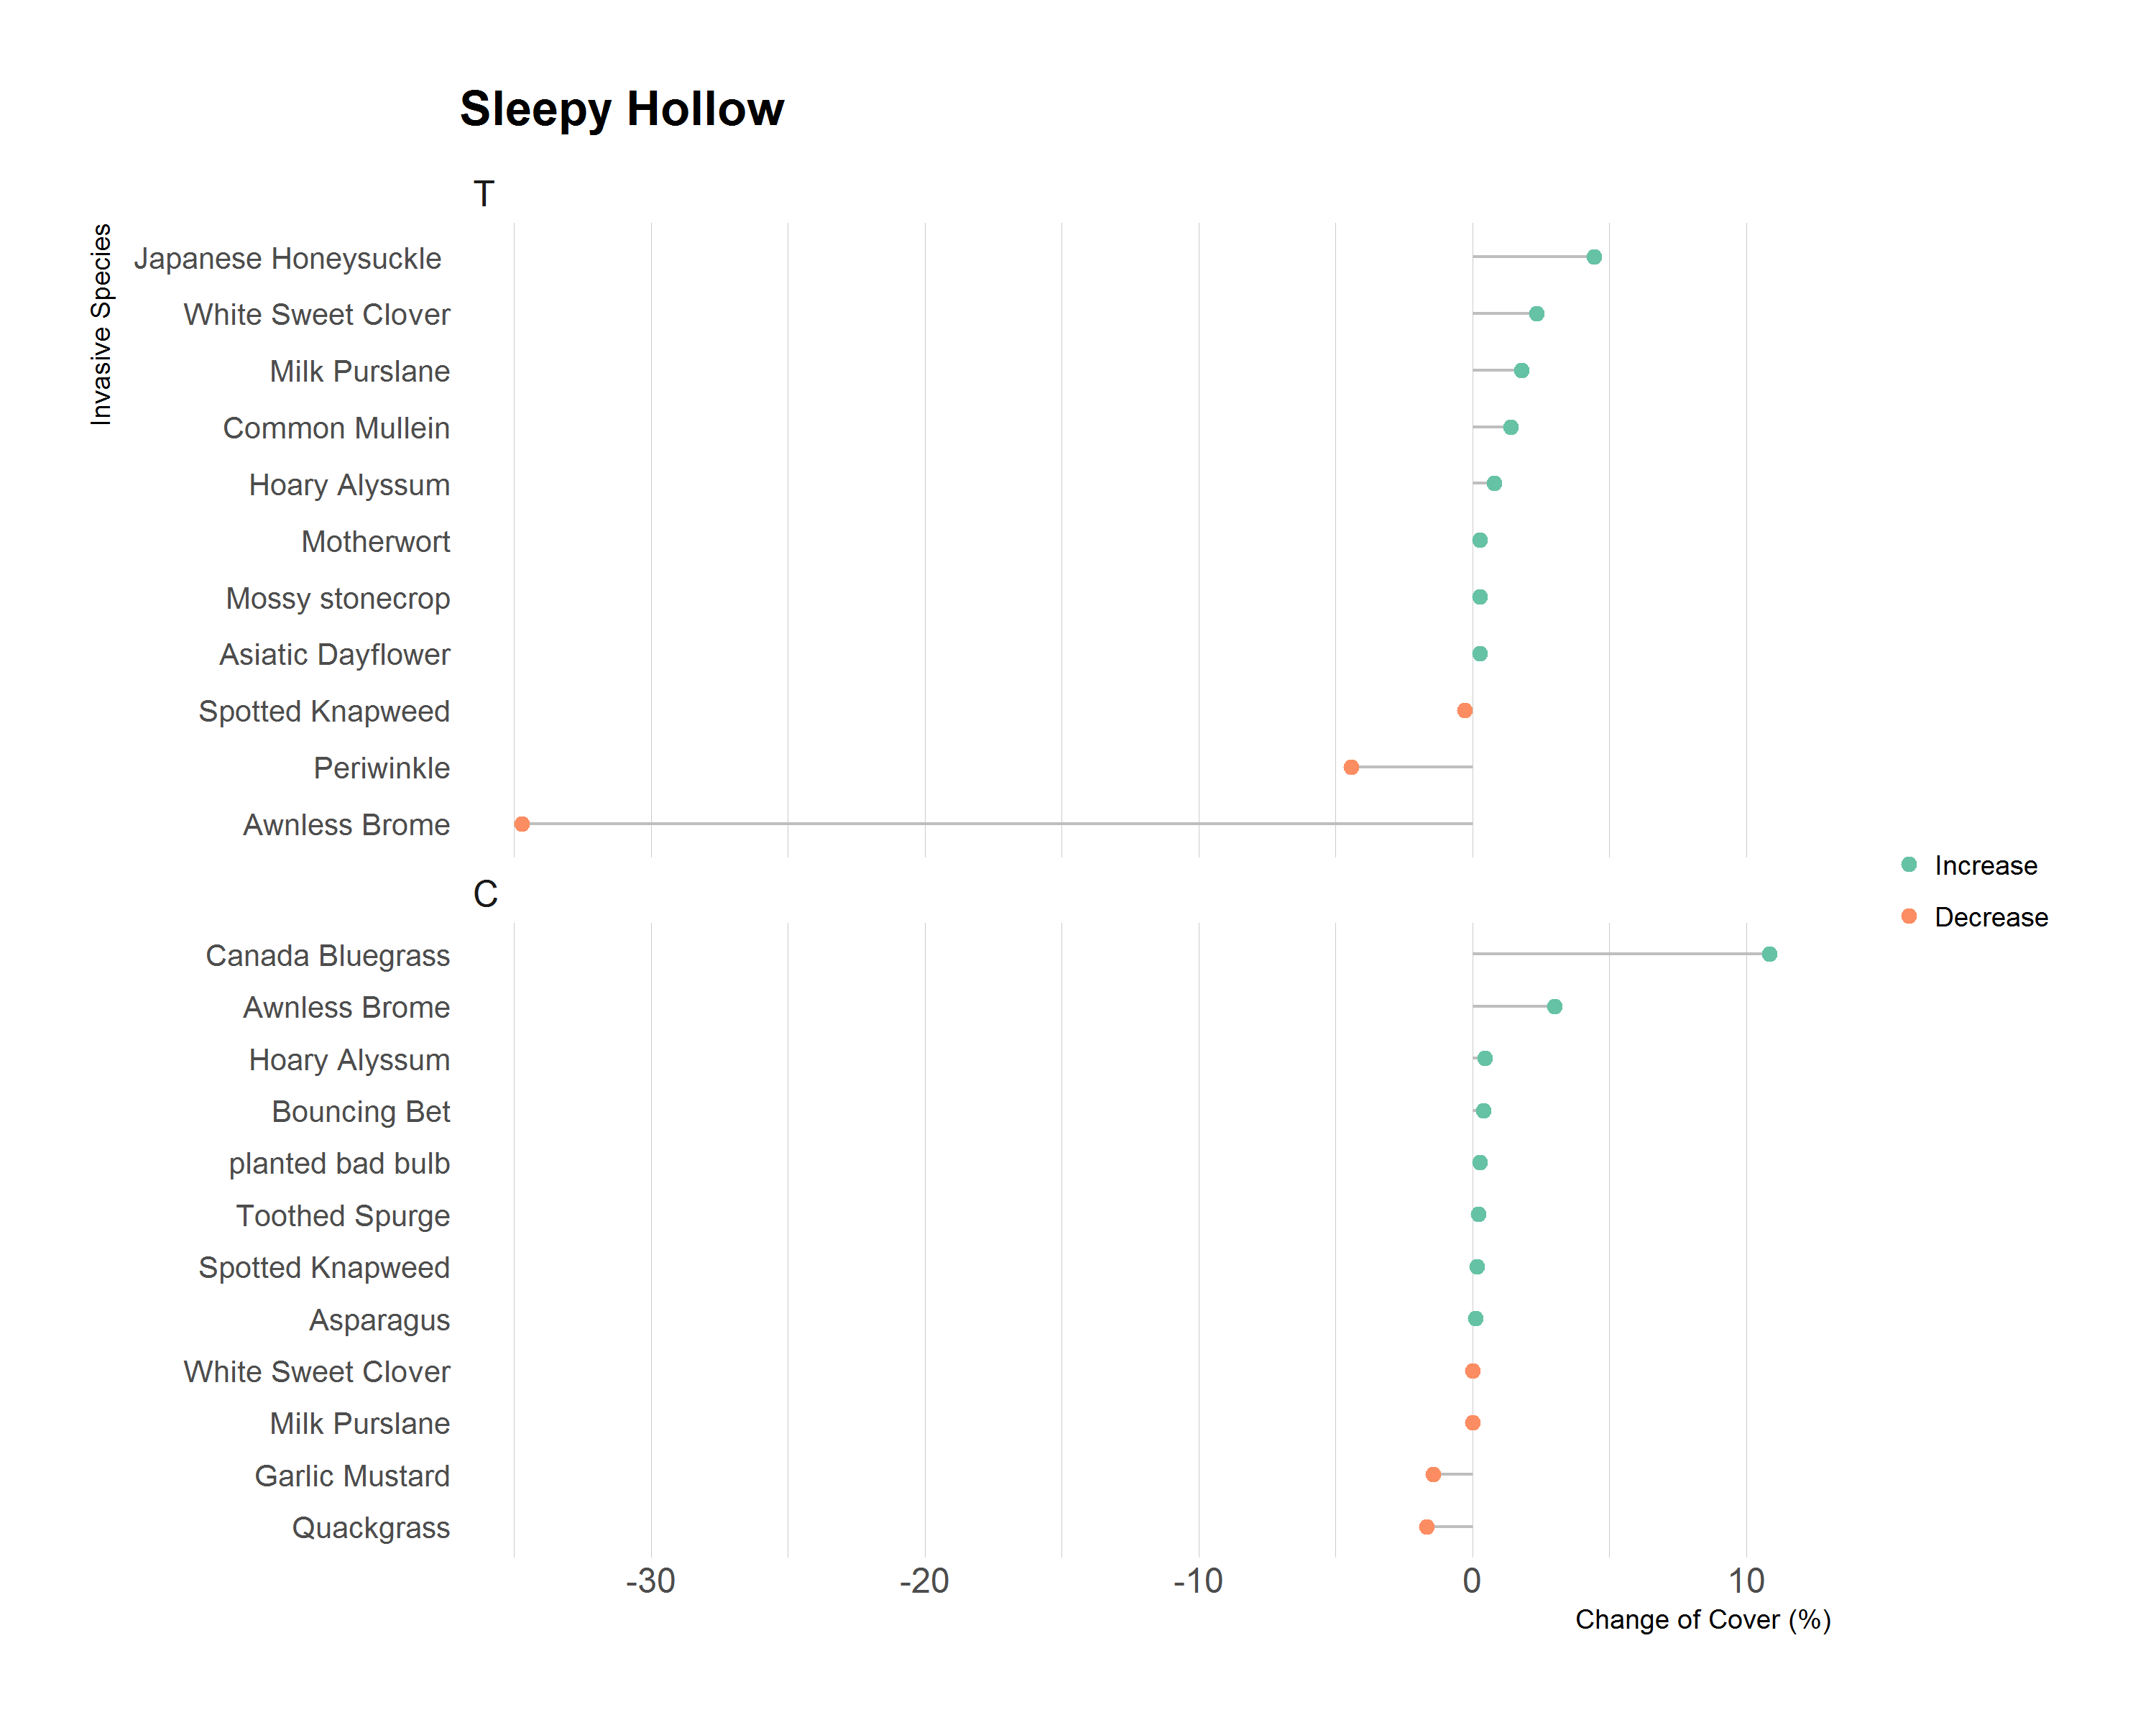 Sleepy Hollow
T
Invasive Species
Japanese Honeysuckle
White Sweet Clover
Milk Purslane
Common Mullein
Hoary Alyssum
Motherwort
Mossy stonecrop
Asiatic Dayflower
Spotted Knapweed
Periwinkle
Awnless Brome
C
Canada Bluegrass
Awnless Brome
Hoary Alyssum
Bouncing Bet
planted bad bulb
Toothed Spurge
Spotted Knapweed
Asparagus
White Sweet Clover
Milk Purslane
Garlic Mustard
Quackgrass
-30 -20 -10 0 10
Change of Cover (%)
Increase
Decrease